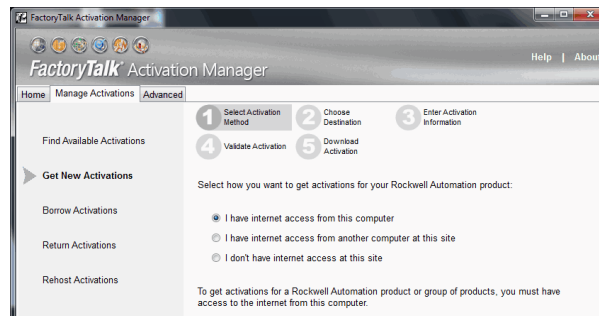 FactoryTalk Activation Manager
FactoryTalk® Activation Manager
Help | About
Home Manage Activations Advanced
1 Select Activation Method
2 Choose Destination
3 Enter Activation Information
4 Validate Activation
5 Download Activation
Find Available Activations
Get New Activations
Borrow Activations
Return Activations
Rehost Activations
Select how you want to get activations for your Rockwell Automation product:
I have internet access from this computer
I have internet access from another computer at this site
I don't have internet access at this site
To get activations for a Rockwell Automation product or group of products, you must have
access to the internet from this computer.